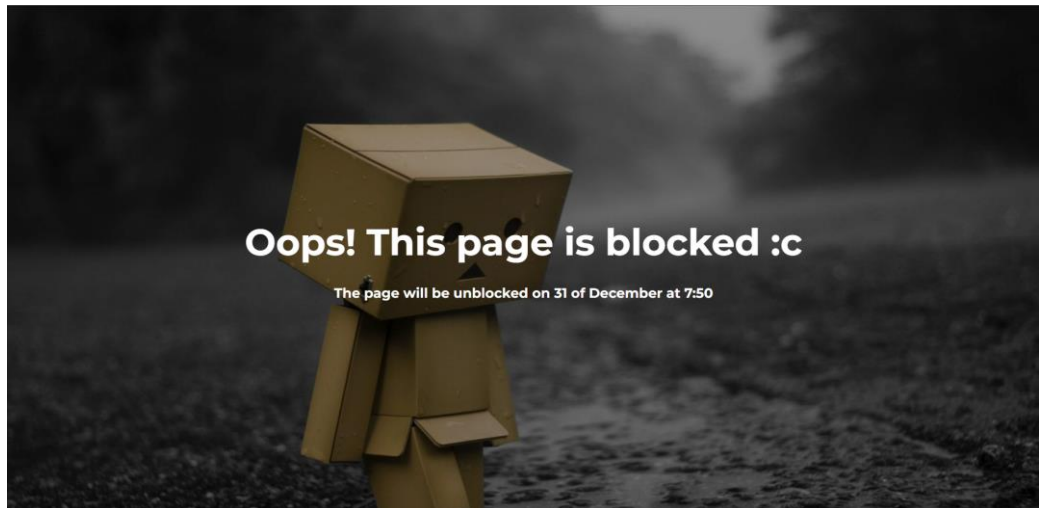 Oops! This page is blocked :c
The page will be unblocked on 31 of December at 7:50